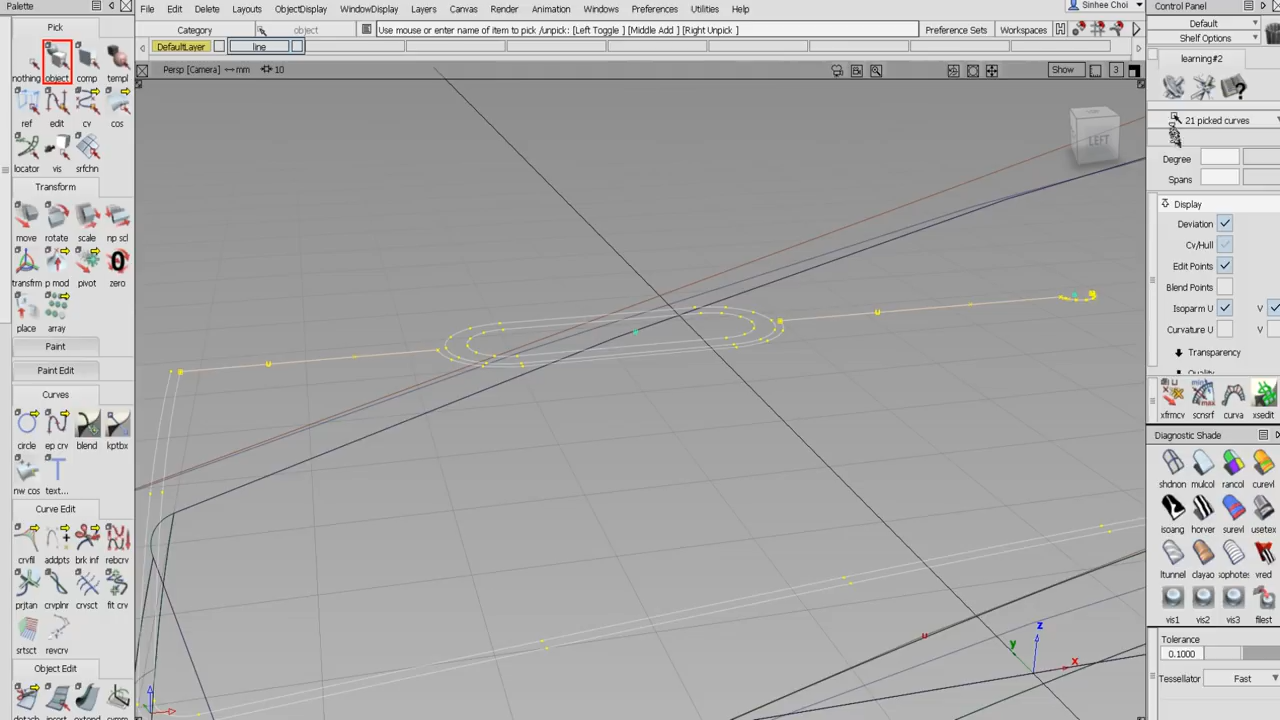 Palette
Pick
nothing object comp templ
ref edit cv cos
locator vis srfchn
Transform
move rotate scale np scl
transfrm p mod pivot zero
place array
Paint
Paint Edit
Curves
circle ep crv blend kptbx
nw cos text...
Curve Edit
crvfil addpts brk inf rebcrv
prjtan crvplnr crvsct fit crv
srtsct revcrv
Object Edit
detach insert extend symm
File Edit Delete Layouts ObjectDisplay WindowDisplay Layers Canvas Render Animation Windows Preferences Utilities Help
Sinhee Choi
Category object Use mouse or enter name of item to pick /unpick: [Left Toggle ] [Middle Add ] [Right Unpick ] Preference Sets Workspaces
DefaultLayer line
Persp [Camera] mm 10 Show 3
LEFT
U U U
z
y
x
Control Panel
Default
Shelf Options
learning#2
21 picked curves
Degree
Spans
Display
Deviation
Cv/Hull
Edit Points
Blend Points
Isoparm U V
Curvature U
Transparency
xfrmcv scnsrf curva xsedit
Diagnostic Shade
shdnon mulcol rancol curevl
isoang horver surevl usetex
ltunnel clayao sophotes vred
vis1 vis2 vis3 filest
Tolerance
0.1000
Tessellator Fast